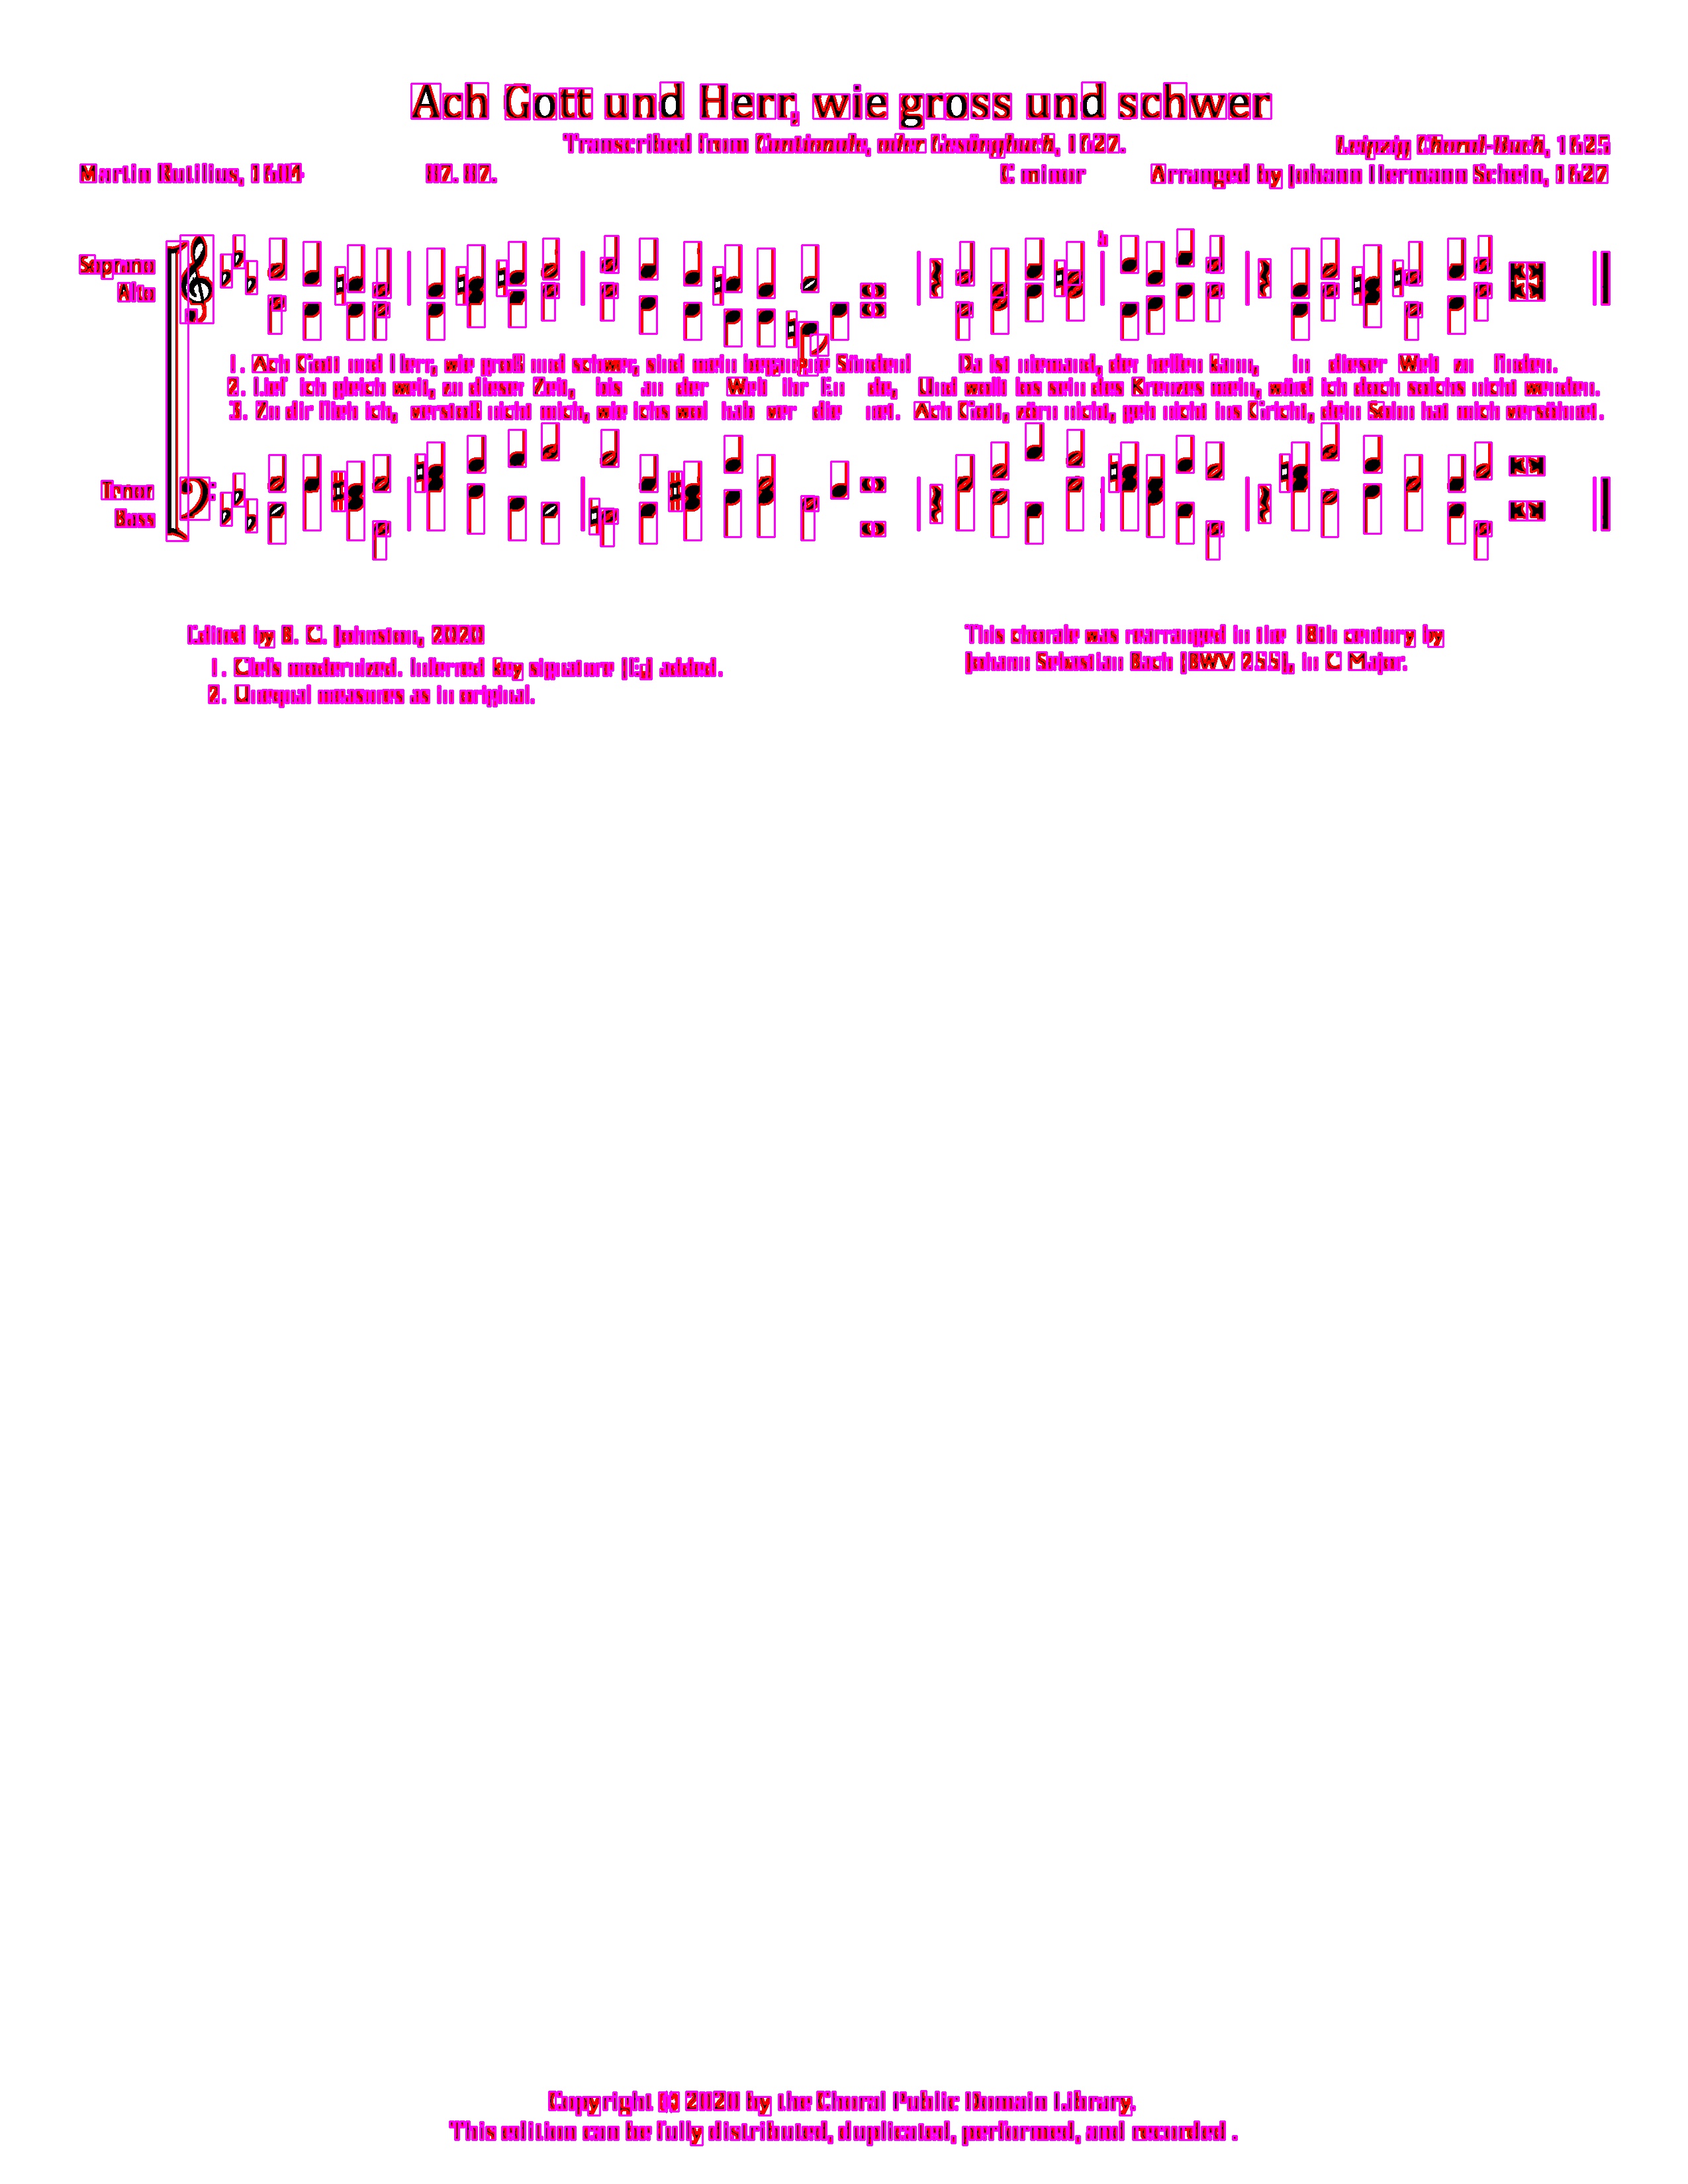 Ach Gott und Herr, wie gross und schwer
Transcribed from Cantionale, oder Gesangbuch, 1627.
Leipzig Choral-Buch, 1625
Martin Rutilius, 1604 87. 87. C minor Arranged by Johann Hermann Schein, 1627
Soprano
Alto
1. Ach Gott und Herr, wie groß und schwer, sind mein begangne Sünden! Da ist niemand, der helfen kann, in dieser Welt zu finden.
2. Lief ich gleich weit, zu dieser Zeit, bis an der Welt ihr En de, Und wollt los sein des Kreuzes mein, würd ich doch solchs nicht wenden.
3. Zu dir flieh ich, verstoß nicht mich, wie ichs wol hab ver die net. Ach Gott, zürn nicht, geh nicht ins Gricht, dein Sohn hat mich versöhnet.
Tenor
Bass
Edited by B. C. Johnston, 2020
1. Clefs modernized. Inferred key signature (E♭) added.
2. Unequal measures as in original.
This chorale was rearranged in the 18th century by
Johann Sebastian Bach (BWV 255), in C Major.
Copyright © 2020 by the Choral Public Domain Library.
This edition can be fully distributed, duplicated, performed, and recorded .